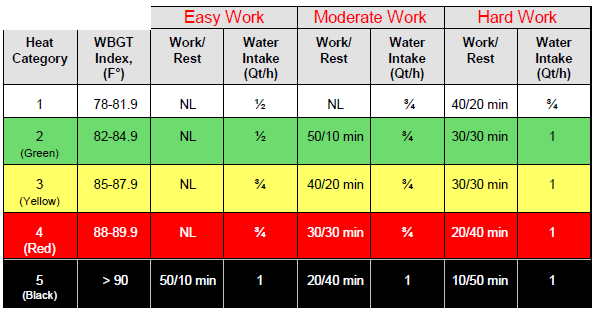 Easy Work Moderate Work Hard Work
Heat Category WBGT Index, (F°) Work/ Rest Water Intake (Qt/h) Work/ Rest Water Intake (Qt/h) Work/ Rest Water Intake (Qt/h)
1 78-81.9 NL ½ NL ¾ 40/20 min ¾
2 (Green) 82-84.9 NL ½ 50/10 min ¾ 30/30 min 1
3 (Yellow) 85-87.9 NL ¾ 40/20 min ¾ 30/30 min 1
4 (Red) 88-89.9 NL ¾ 30/30 min ¾ 20/40 min 1
5 (Black) > 90 50/10 min 1 20/40 min 1 10/50 min 1